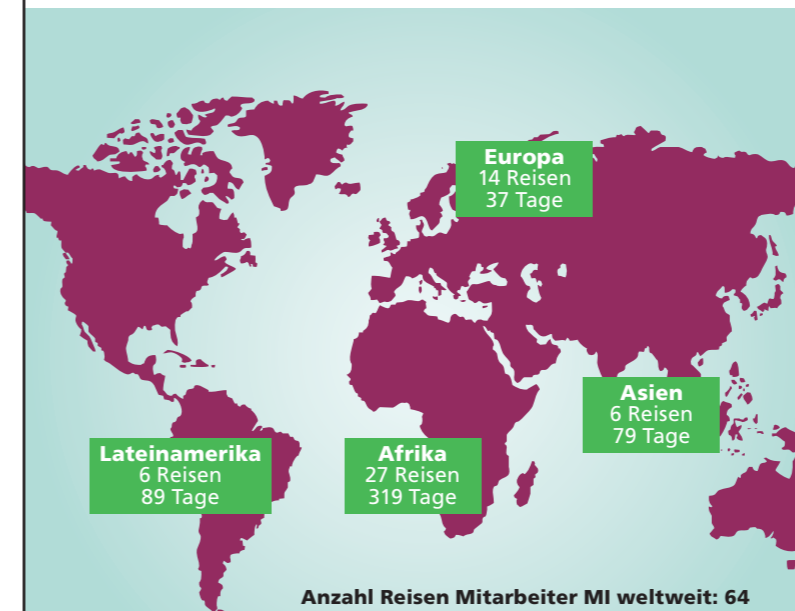 Europa
14 Reisen
37 Tage
Asien
6 Reisen
79 Tage
Lateinamerika
6 Reisen
89 Tage
Afrika
27 Reisen
319 Tage
Anzahl Reisen Mitarbeiter MI weltweit: 64